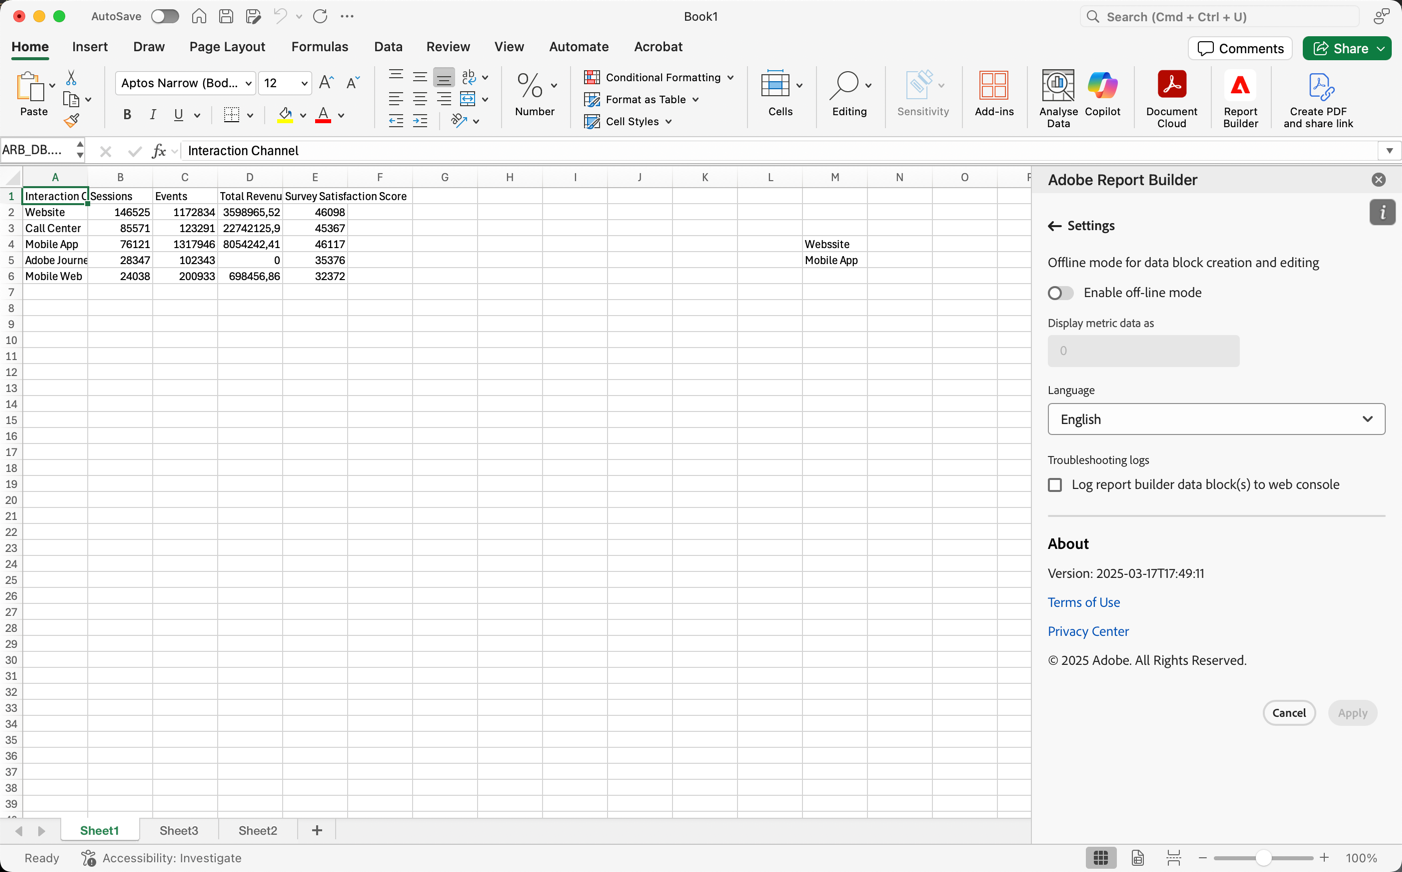 AutoSave
Book1
Search (Cmd + Ctrl + U)
Home Insert Draw Page Layout Formulas Data Review View Automate Acrobat
Comments
Share
Paste
Aptos Narrow (Bod...
12
A A
B I U A
ab
%
Number
Conditional Formatting
Format as Table
Cell Styles
Cells
Editing
Sensitivity
Add-ins
Analyse Data
Copilot
Document Cloud
Report Builder
Create PDF and share link
ARB_DB....
fx
Interaction Channel
A B C D E F G H I J K L M N O
1 Interaction C Sessions Events Total Revenu Survey Satisfaction Score
2 Website 146525 1172834 3598965,52 46098
3 Call Center 85571 123291 22742125,9 45367
4 Mobile App 76121 1317946 8054242,41 46117 Webssite
5 Adobe Journe 28347 102343 0 35376 Mobile App
6 Mobile Web 24038 200933 698456,86 32372
7
8
9
10
11
12
13
14
15
16
17
18
19
20
21
22
23
24
25
26
27
28
29
30
31
32
33
34
35
36
37
38
39
Adobe Report Builder
i
Settings
Offline mode for data block creation and editing
Enable off-line mode
Display metric data as
0
Language
English
Troubleshooting logs
Log report builder data block(s) to web console
About
Version: 2025-03-17T17:49:11
Terms of Use
Privacy Center
© 2025 Adobe. All Rights Reserved.
Cancel
Apply
Sheet1 Sheet3 Sheet2 +
Ready
Accessibility: Investigate
100%